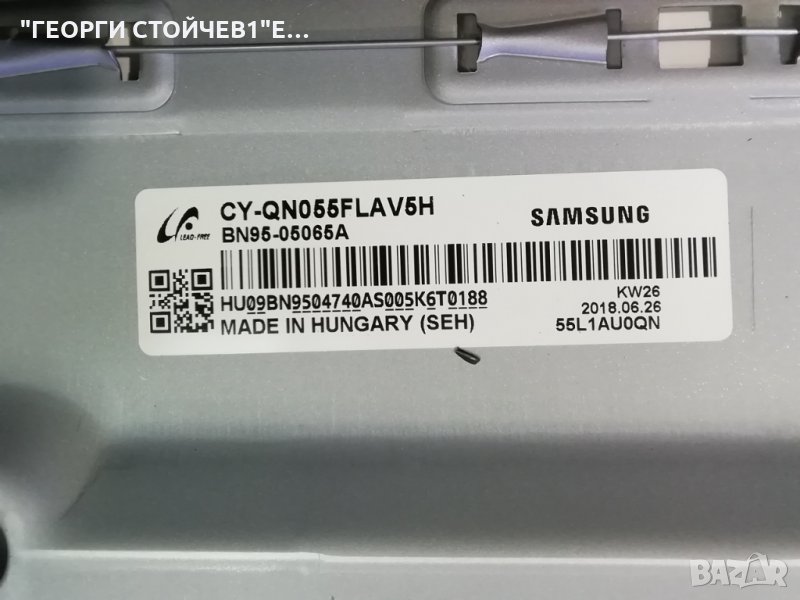 "ГЕОРГИ СТОЙЧЕВ1"Е...
CY-QN055FLAV5H
SAMSUNG
LEAD-FREE
BN95-05065A
HU09BN9504740AS005K6T0188
KW26
2018.06.26
MADE IN HUNGARY (SEH)
55L1AU0QN
BAZAR